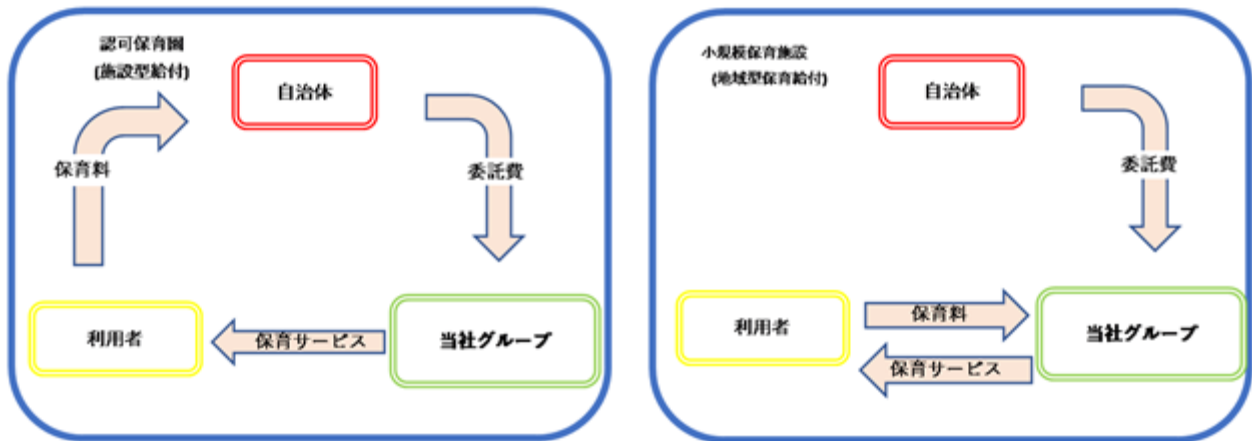 認可保育園
(施設型給付)
自治体
保育料
委託費
利用者
保育サービス
当社グループ
小規模保育施設
(地域型保育給付)
自治体
委託費
利用者
保育料
保育サービス
当社グループ